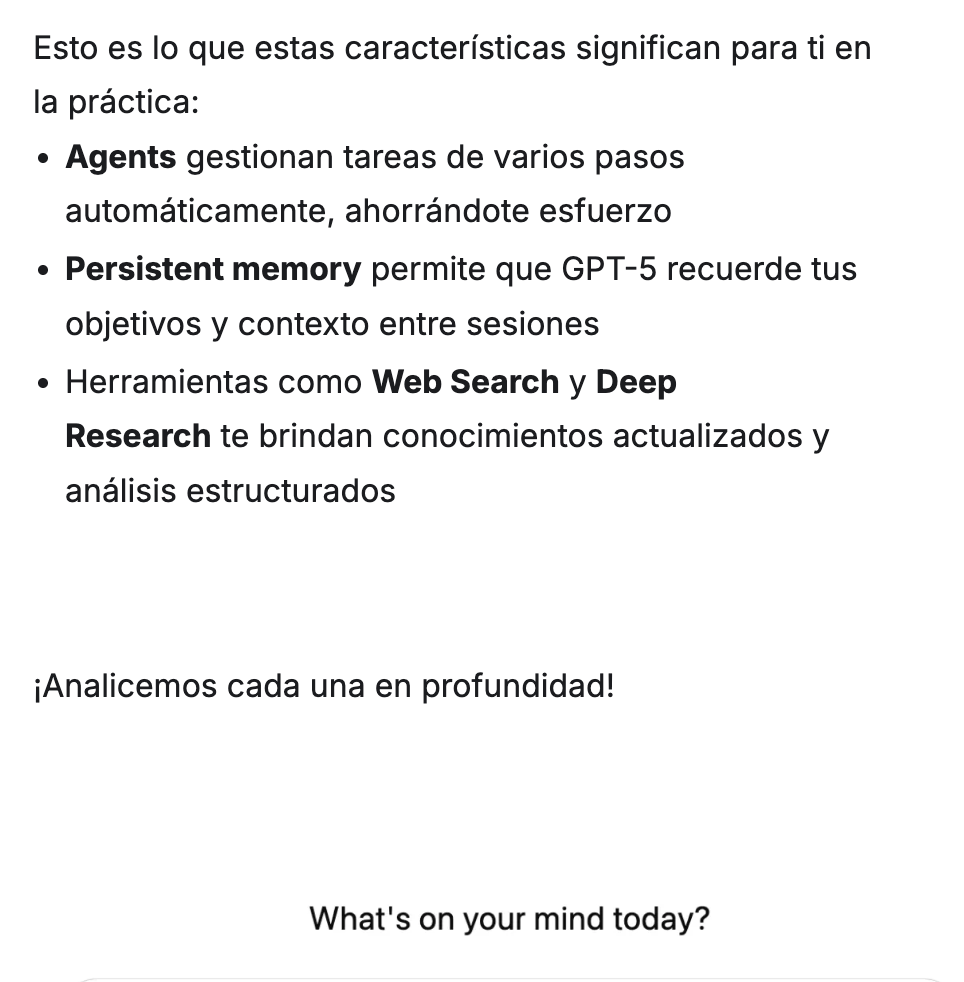 Esto es lo que estas características significan para ti en
la práctica:
• Agents gestionan tareas de varios pasos
automáticamente, ahorrándote esfuerzo
• Persistent memory permite que GPT-5 recuerde tus
objetivos y contexto entre sesiones
• Herramientas como Web Search y Deep
Research te brindan conocimientos actualizados y
análisis estructurados
¡Analicemos cada una en profundidad!
What's on your mind today?